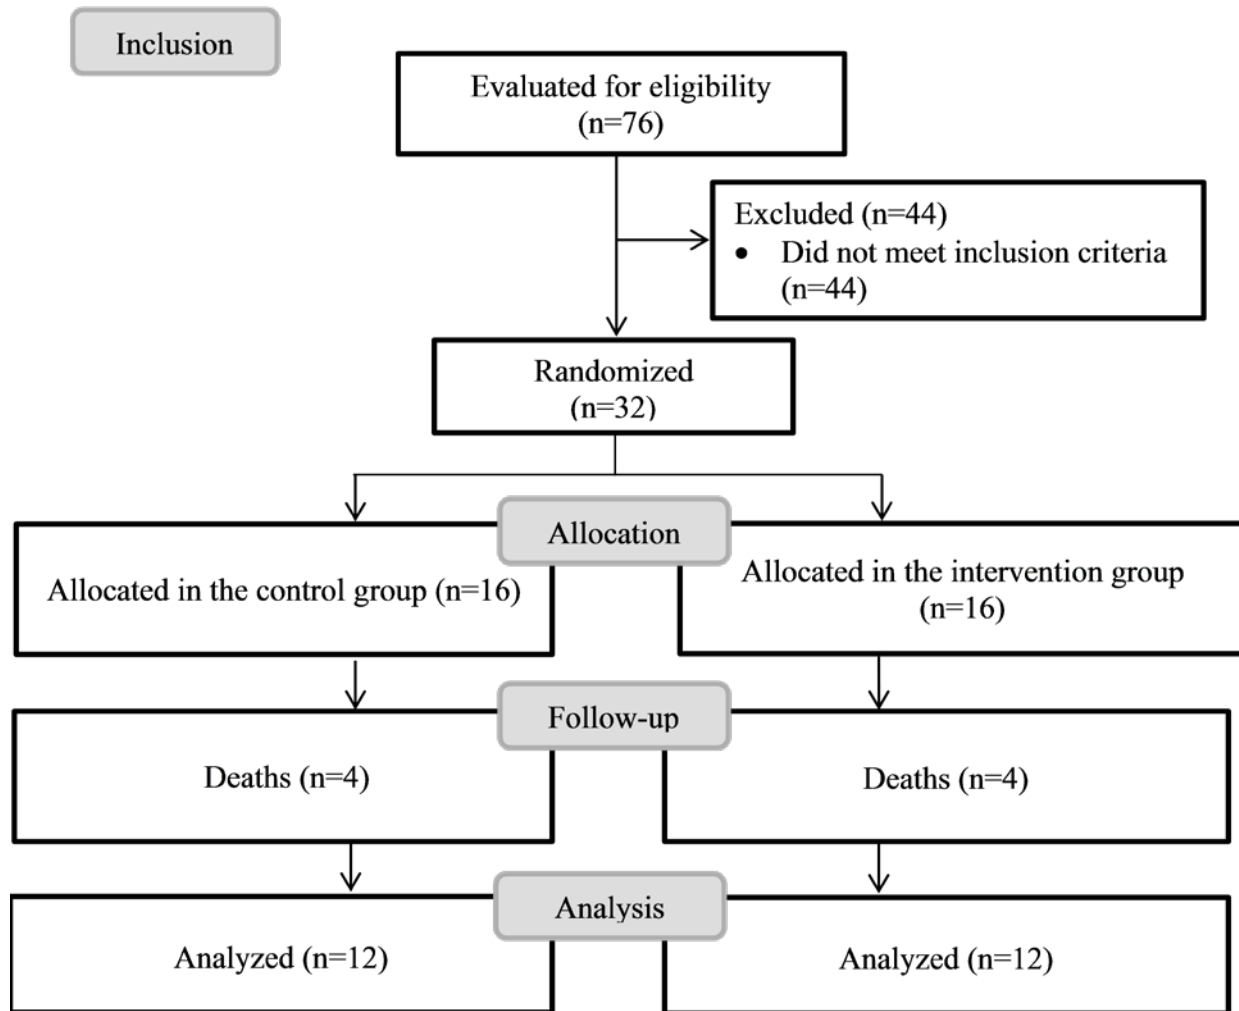 Inclusion
Evaluated for eligibility
(n=76)
Excluded (n=44)
• Did not meet inclusion criteria
(n=44)
Randomized
(n=32)
Allocation
Allocated in the control group (n=16)
Allocated in the intervention group
(n=16)
Follow-up
Deaths (n=4)
Deaths (n=4)
Analysis
Analyzed (n=12)
Analyzed (n=12)